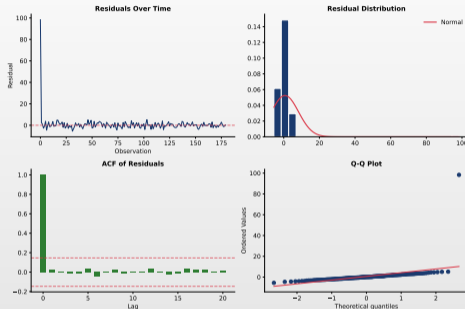 Residuals Over Time
100
80
60
40
20
0
Residual
0 25 50 75 100 125 150 175
Observation
Residual Distribution
Normal
0.14
0.12
0.10
0.08
0.06
0.04
0.02
0.00
0 20 40 60 80 100
ACF of Residuals
1.0
0.8
0.6
0.4
0.2
0.0
−0.2
0 5 10 15 20
Lag
Q-Q Plot
100
80
60
40
20
0
Ordered Values
−2 −1 0 1 2
Theoretical quantiles